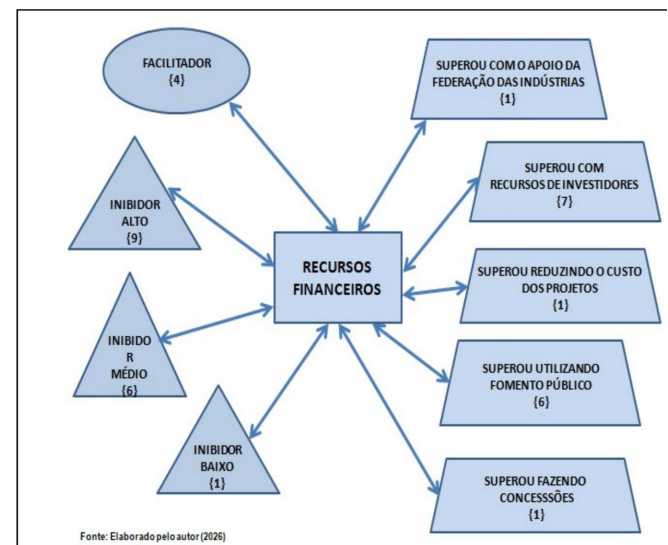 FACILITADOR
{4}
SUPEROU COM O APOIO DA
FEDERAÇÃO DAS INDÚSTRIAS
{1}
INIBIDOR
ALTO
{9}
SUPEROU COM
RECURSOS DE INVESTIDORES
{7}
RECURSOS
FINANCEIROS
SUPEROU REDUZINDO O CUSTO
DOS PROJETOS
{1}
INIBIDO
R
MÉDIO
{6}
SUPEROU UTILIZANDO
FOMENTO PÚBLICO
{6}
INIBIDOR
BAIXO
{1}
SUPEROU FAZENDO
CONCESSSÕES
{1}
Fonte: Elaborado pelo autor (2026)